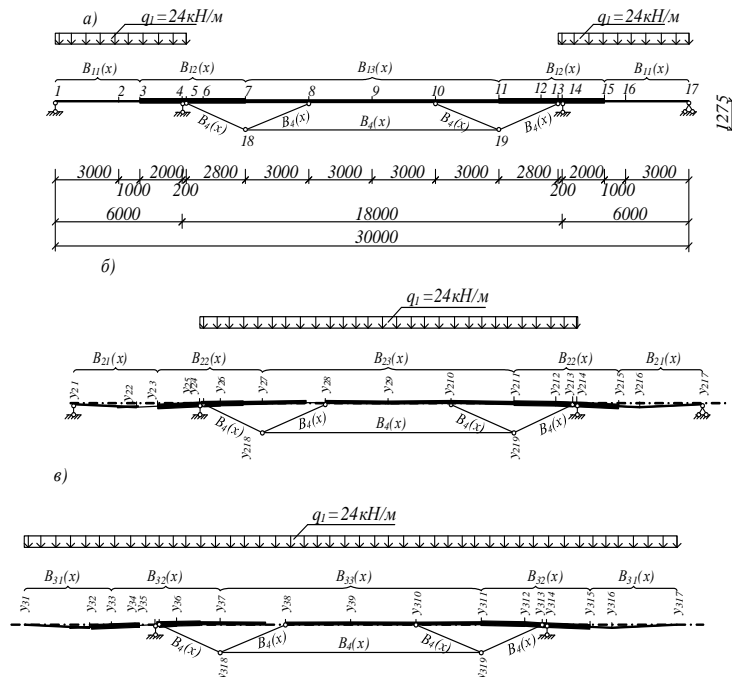 а)
q₁=24кН/м
q₁=24кН/м
B₁₁(x) B₁₂(x) B₁₃(x) B₁₂(x) B₁₁(x)
1 2 3 4 5 6 7 8 9 10 11 12 13 14 15 16 17
B₄(x) B₄(x) B₄(x) B₄(x) B₄(x)
18 19
1275
3000 2000 2800 3000 3000 3000 3000 2800 2000 3000
1000 200 200 1000
6000 18000 6000
30000
б)
q₁=24кН/м
B₂₁(x) B₂₂(x) B₂₃(x) B₂₂(x) B₂₁(x)
y₂₁ y₂₂ y₂₃ y₂₅ y₂₄ y₂₆ y₂₇ y₂₈ y₂₉ y₂₁₀ y₂₁₁ y₂₁₂ y₂₁₃ y₂₁₄ y₂₁₅ y₂₁₆ y₂₁₇
B₄(x) B₄(x) B₄(x) B₄(x) B₄(x)
y₂₁₈ y₂₁₉
в)
q₁=24кН/м
B₃₁(x) B₃₂(x) B₃₃(x) B₃₂(x) B₃₁(x)
y₃₁ y₃₂ y₃₃ y₃₄ y₃₅ y₃₆ y₃₇ y₃₈ y₃₉ y₃₁₀ y₃₁₁ y₃₁₂ y₃₁₃ y₃₁₄ y₃₁₅ y₃₁₆ y₃₁₇
B₄(x) B₄(x) B₄(x) B₄(x) B₄(x)
y₃₁₈ y₃₁₉